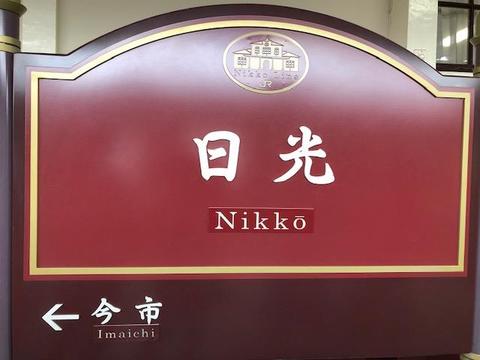 Nikko Line
JR
日光
Nikkō
← 今市
Imaichi